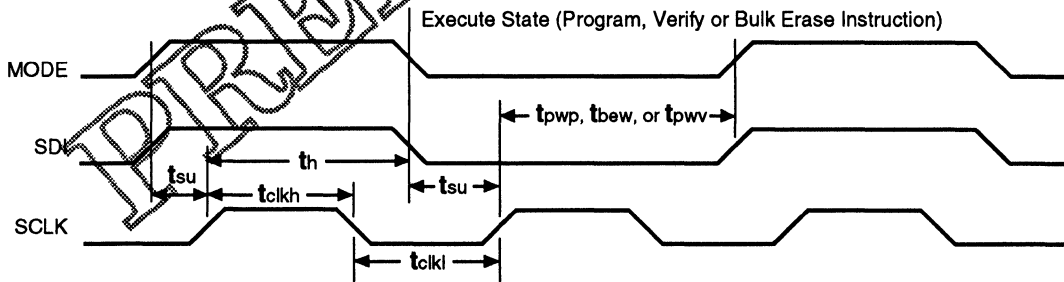 Execute State (Program, Verify or Bulk Erase Instruction)
MODE
tpwp, tbew, or tpwv
SDI
tsu
th
tsu
tclkh
SCLK
tclkl